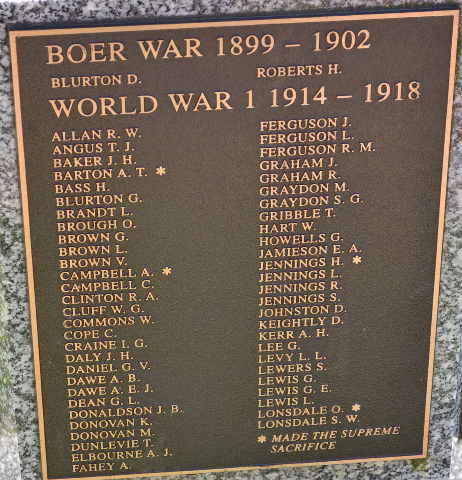 BOER WAR 1899 – 1902
BLURTON D.
ROBERTS H.
WORLD WAR 1 1914 – 1918
ALLAN R. W.
ANGUS T. J.
BAKER J. H.
BARTON A. T. *
BASS H.
BLURTON G.
BRANDT L.
BROUGH O.
BROWN G.
BROWN L.
BROWN V.
CAMPBELL A. *
CAMPBELL C.
CLINTON R. A.
CLUFF W. G.
COMMONS W.
COPE C.
CRAINE I. G.
DALY J. H.
DANIEL G. V.
DAWE A. B.
DAWE A. E. J.
DEAN G. L.
DONALDSON J. B.
DONOVAN K.
DONOVAN M.
DUNLEVIE T.
ELBOURNE A. J.
FAHEY A.
FERGUSON J.
FERGUSON L.
FERGUSON R. M.
GRAHAM J.
GRAHAM R.
GRAYDON M.
GRAYDON S. G.
GRIBBLE T.
HART W.
HOWELLS G.
JAMIESON E. A.
JENNINGS H. *
JENNINGS L.
JENNINGS R.
JENNINGS S.
JOHNSTON D.
KEIGHTLY D.
KERR A. H.
LEE G.
LEVY L. L.
LEWERS S.
LEWIS G.
LEWIS G. E.
LEWIS L.
LONSDALE O. *
LONSDALE S. W.
* MADE THE SUPREME
SACRIFICE